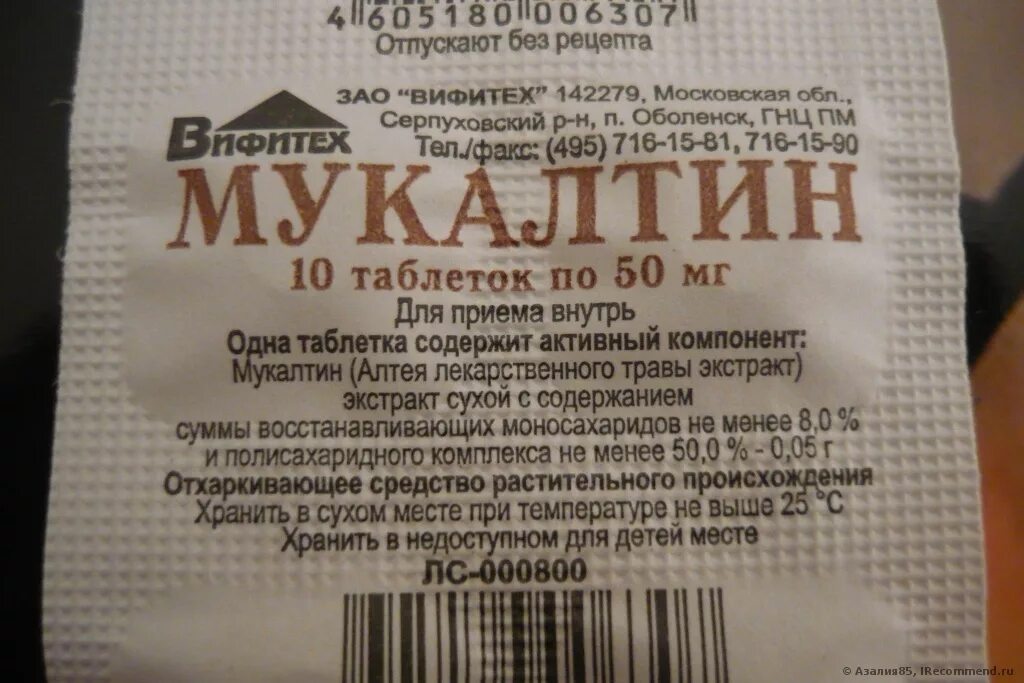 4 605180 006307
Отпускают без рецепта
ВИФИТЕХ
ЗАО "ВИФИТЕХ" 142279, Московская обл.,
Серпуховский р-н, п. Оболенск, ГНЦ ПМ
Тел./факс: (495) 716-15-81, 716-15-90
МУКАЛТИН
10 таблеток по 50 мг
Для приема внутрь
Одна таблетка содержит активный компонент:
Мукалтин (Алтея лекарственного травы экстракт)
экстракт сухой с содержанием
суммы восстанавливающих моносахаридов не менее 8,0 %
и полисахаридного комплекса не менее 50,0 % - 0,05 г
Отхаркивающее средство растительного происхождения
Хранить в сухом месте при температуре не выше 25 °С
Хранить в недоступном для детей месте
ЛС-000800
© Азалия85, IRecommend.ru